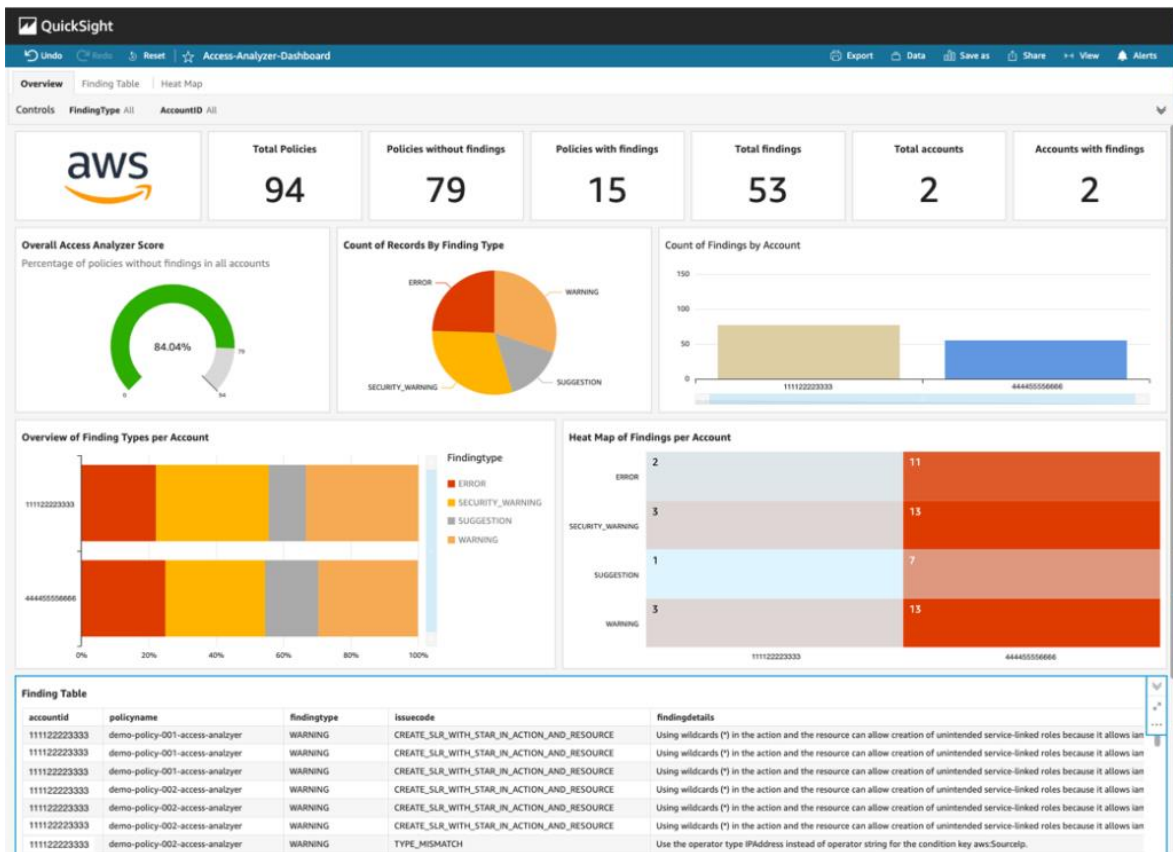 QuickSight
Undo Redo Reset Access-Analyzer-Dashboard Export Data Save as Share View Alerts
Overview Finding Table Heat Map
Controls FindingType All AccountID All
aws
Total Policies Policies without findings Policies with findings Total findings Total accounts Accounts with findings
94 79 15 53 2 2
Overall Access Analyzer Score
Percentage of policies without findings in all accounts
84.04%
79
0 94
Count of Records By Finding Type
ERROR
WARNING
SECURITY_WARNING
SUGGESTION
Count of Findings by Account
150
100
50
0
111122223333 444455556666
Overview of Finding Types per Account
111122223333
444455556666
0% 20% 40% 60% 80% 100%
Findingtype
ERROR
SECURITY_WARNING
SUGGESTION
WARNING
Heat Map of Findings per Account
ERROR 2 11
SECURITY_WARNING 3 13
SUGGESTION 1 7
WARNING 3 13
111122223333 444455556666
Finding Table
accountid policyname findingtype issuecode findingdetails
111122223333 demo-policy-001-access-analzyer WARNING CREATE_SLR_WITH_STAR_IN_ACTION_AND_RESOURCE Using wildcards (*) in the action and the resource can allow creation of unintended service-linked roles because it allows iam
111122223333 demo-policy-001-access-analzyer WARNING CREATE_SLR_WITH_STAR_IN_ACTION_AND_RESOURCE Using wildcards (*) in the action and the resource can allow creation of unintended service-linked roles because it allows iam
111122223333 demo-policy-001-access-analzyer WARNING CREATE_SLR_WITH_STAR_IN_ACTION_AND_RESOURCE Using wildcards (*) in the action and the resource can allow creation of unintended service-linked roles because it allows iam
111122223333 demo-policy-002-access-analzyer WARNING CREATE_SLR_WITH_STAR_IN_ACTION_AND_RESOURCE Using wildcards (*) in the action and the resource can allow creation of unintended service-linked roles because it allows iam
111122223333 demo-policy-002-access-analzyer WARNING CREATE_SLR_WITH_STAR_IN_ACTION_AND_RESOURCE Using wildcards (*) in the action and the resource can allow creation of unintended service-linked roles because it allows iam
111122223333 demo-policy-002-access-analzyer WARNING CREATE_SLR_WITH_STAR_IN_ACTION_AND_RESOURCE Using wildcards (*) in the action and the resource can allow creation of unintended service-linked roles because it allows iam
111122223333 demo-policy-002-access-analzyer WARNING TYPE_MISMATCH Use the operator type IPAddress instead of operator string for the condition key aws:SourceIp.